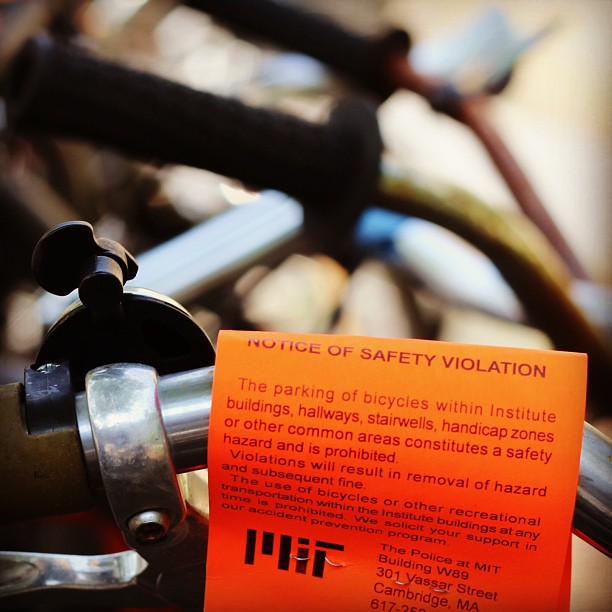 NOTICE OF SAFETY VIOLATION
The parking of bicycles within Institute
buildings, hallways, stairwells, handicap zones
or other common areas constitutes a safety
hazard and is prohibited.
Violations will result in removal of hazard
and subsequent fine.
The use of bicycles or other recreational
transportation within the Institute buildings at any
time is prohibited. We solicit your support in
our accident prevention program
MIT
The Police at MIT
Building W89
301 Vassar Street
Cambridge, MA
617-253